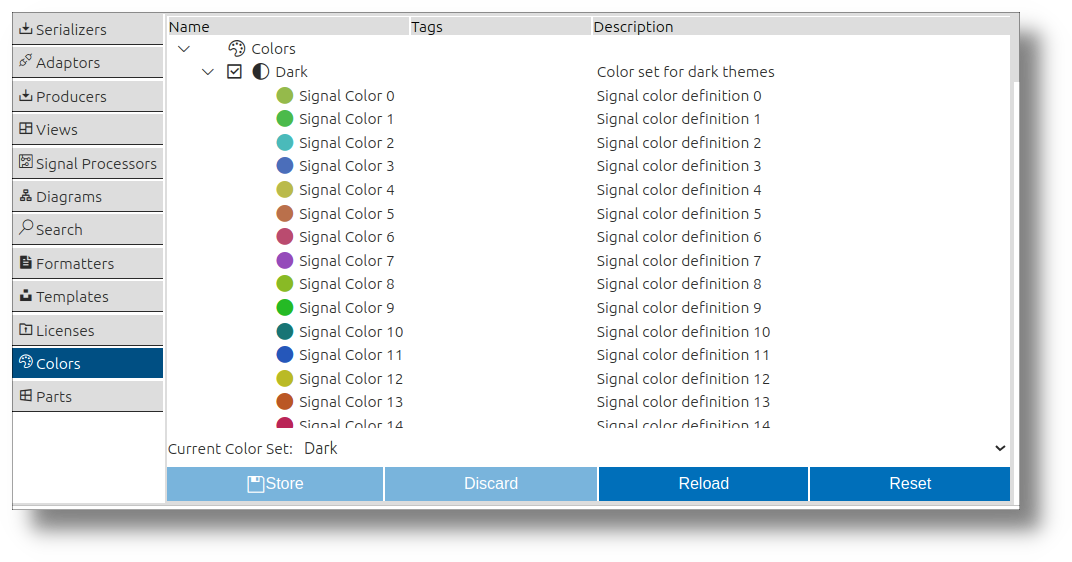 Serializers
Adaptors
Producers
Views
Signal Processors
Diagrams
Search
Formatters
Templates
Licenses
Colors
Parts
Name Tags Description
Colors
Dark Color set for dark themes
Signal Color 0 Signal color definition 0
Signal Color 1 Signal color definition 1
Signal Color 2 Signal color definition 2
Signal Color 3 Signal color definition 3
Signal Color 4 Signal color definition 4
Signal Color 5 Signal color definition 5
Signal Color 6 Signal color definition 6
Signal Color 7 Signal color definition 7
Signal Color 8 Signal color definition 8
Signal Color 9 Signal color definition 9
Signal Color 10 Signal color definition 10
Signal Color 11 Signal color definition 11
Signal Color 12 Signal color definition 12
Signal Color 13 Signal color definition 13
Signal Color 14 Signal color definition 14
Current Color Set: Dark
Store Discard Reload Reset